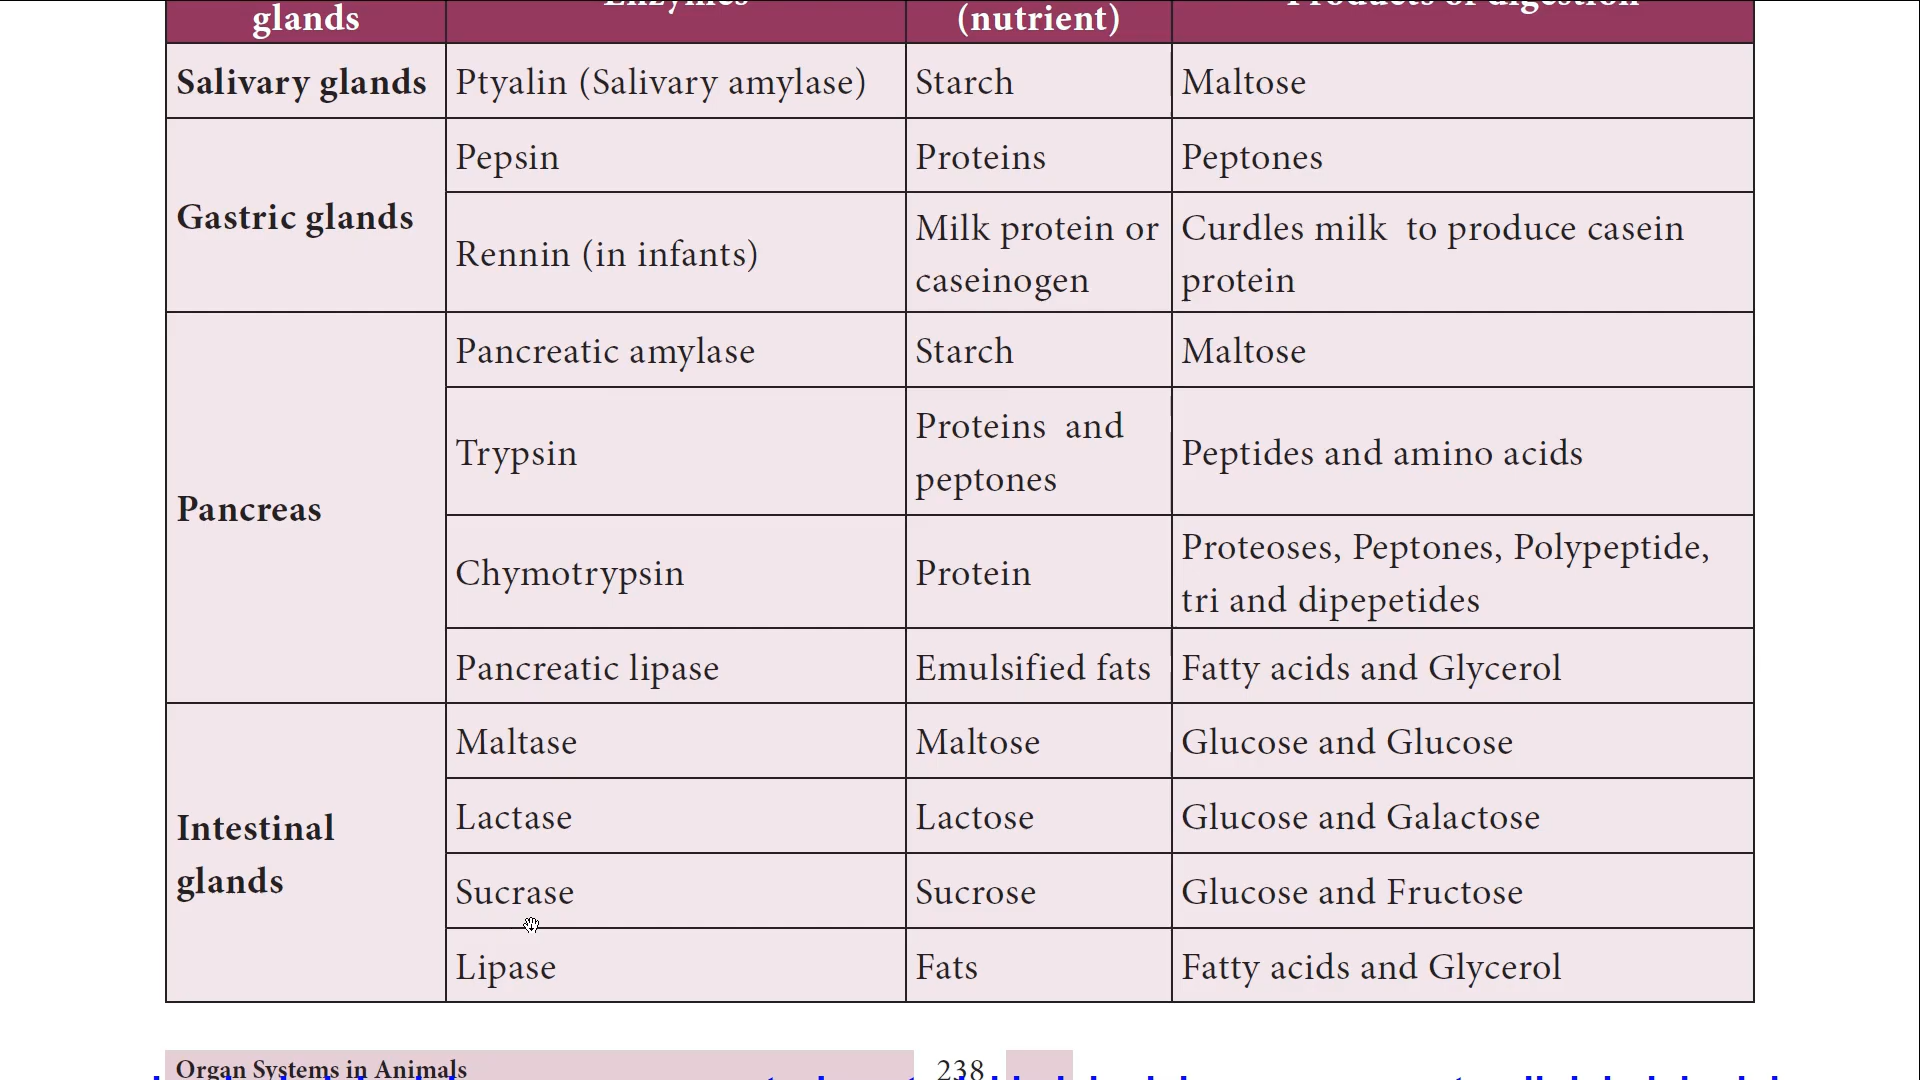 glands
Enzymes
(nutrient)
Products of digestion
Salivary glands
Ptyalin (Salivary amylase)
Starch
Maltose
Gastric glands
Pepsin
Proteins
Peptones
Rennin (in infants)
Milk protein or
caseinogen
Curdles milk to produce casein
protein
Pancreas
Pancreatic amylase
Starch
Maltose
Trypsin
Proteins and
peptones
Peptides and amino acids
Chymotrypsin
Protein
Proteoses, Peptones, Polypeptide,
tri and dipepetides
Pancreatic lipase
Emulsified fats
Fatty acids and Glycerol
Intestinal
glands
Maltase
Maltose
Glucose and Glucose
Lactase
Lactose
Glucose and Galactose
Sucrase
Sucrose
Glucose and Fructose
Lipase
Fats
Fatty acids and Glycerol
Organ Systems in Animals
238